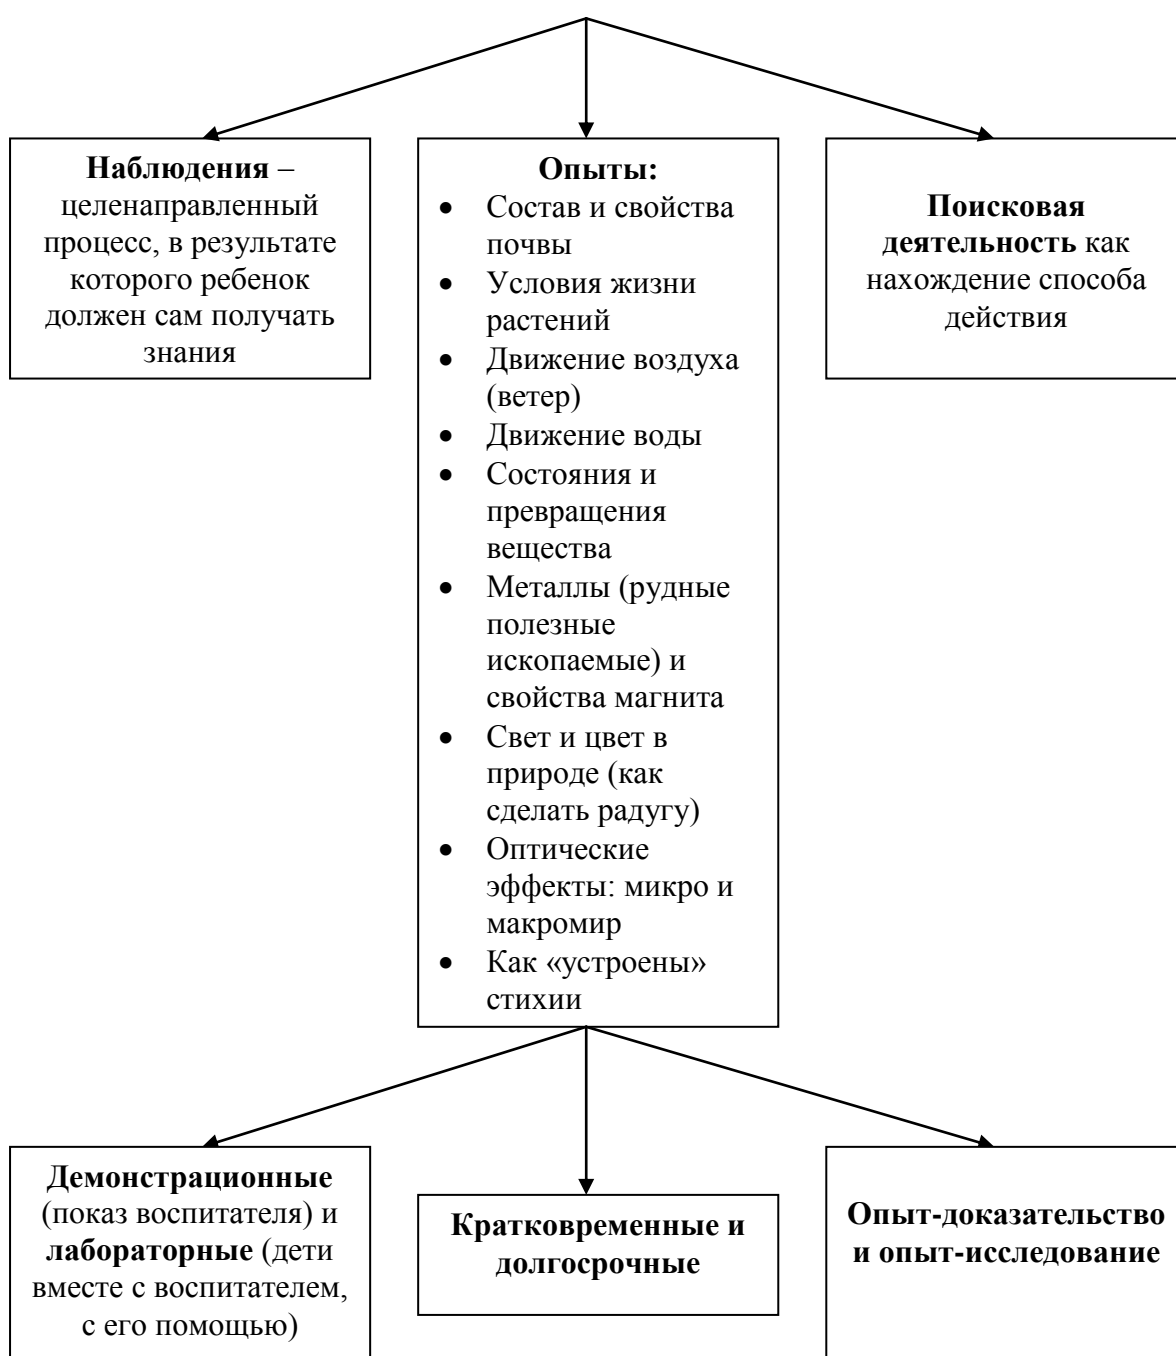 Наблюдения –
целенаправленный
процесс, в результате
которого ребенок
должен сам получать
знания
Опыты:
• Состав и свойства
почвы
• Условия жизни
растений
• Движение воздуха
(ветер)
• Движение воды
• Состояния и
превращения
вещества
• Металлы (рудные
полезные
ископаемые) и
свойства магнита
• Свет и цвет в
природе (как
сделать радугу)
• Оптические
эффекты: микро и
макромир
• Как «устроены»
стихии
Поисковая
деятельность как
нахождение способа
действия
Демонстрационные
(показ воспитателя) и
лабораторные (дети
вместе с воспитателем,
с его помощью)
Кратковременные и
долгосрочные
Опыт-доказательство
и опыт-исследование